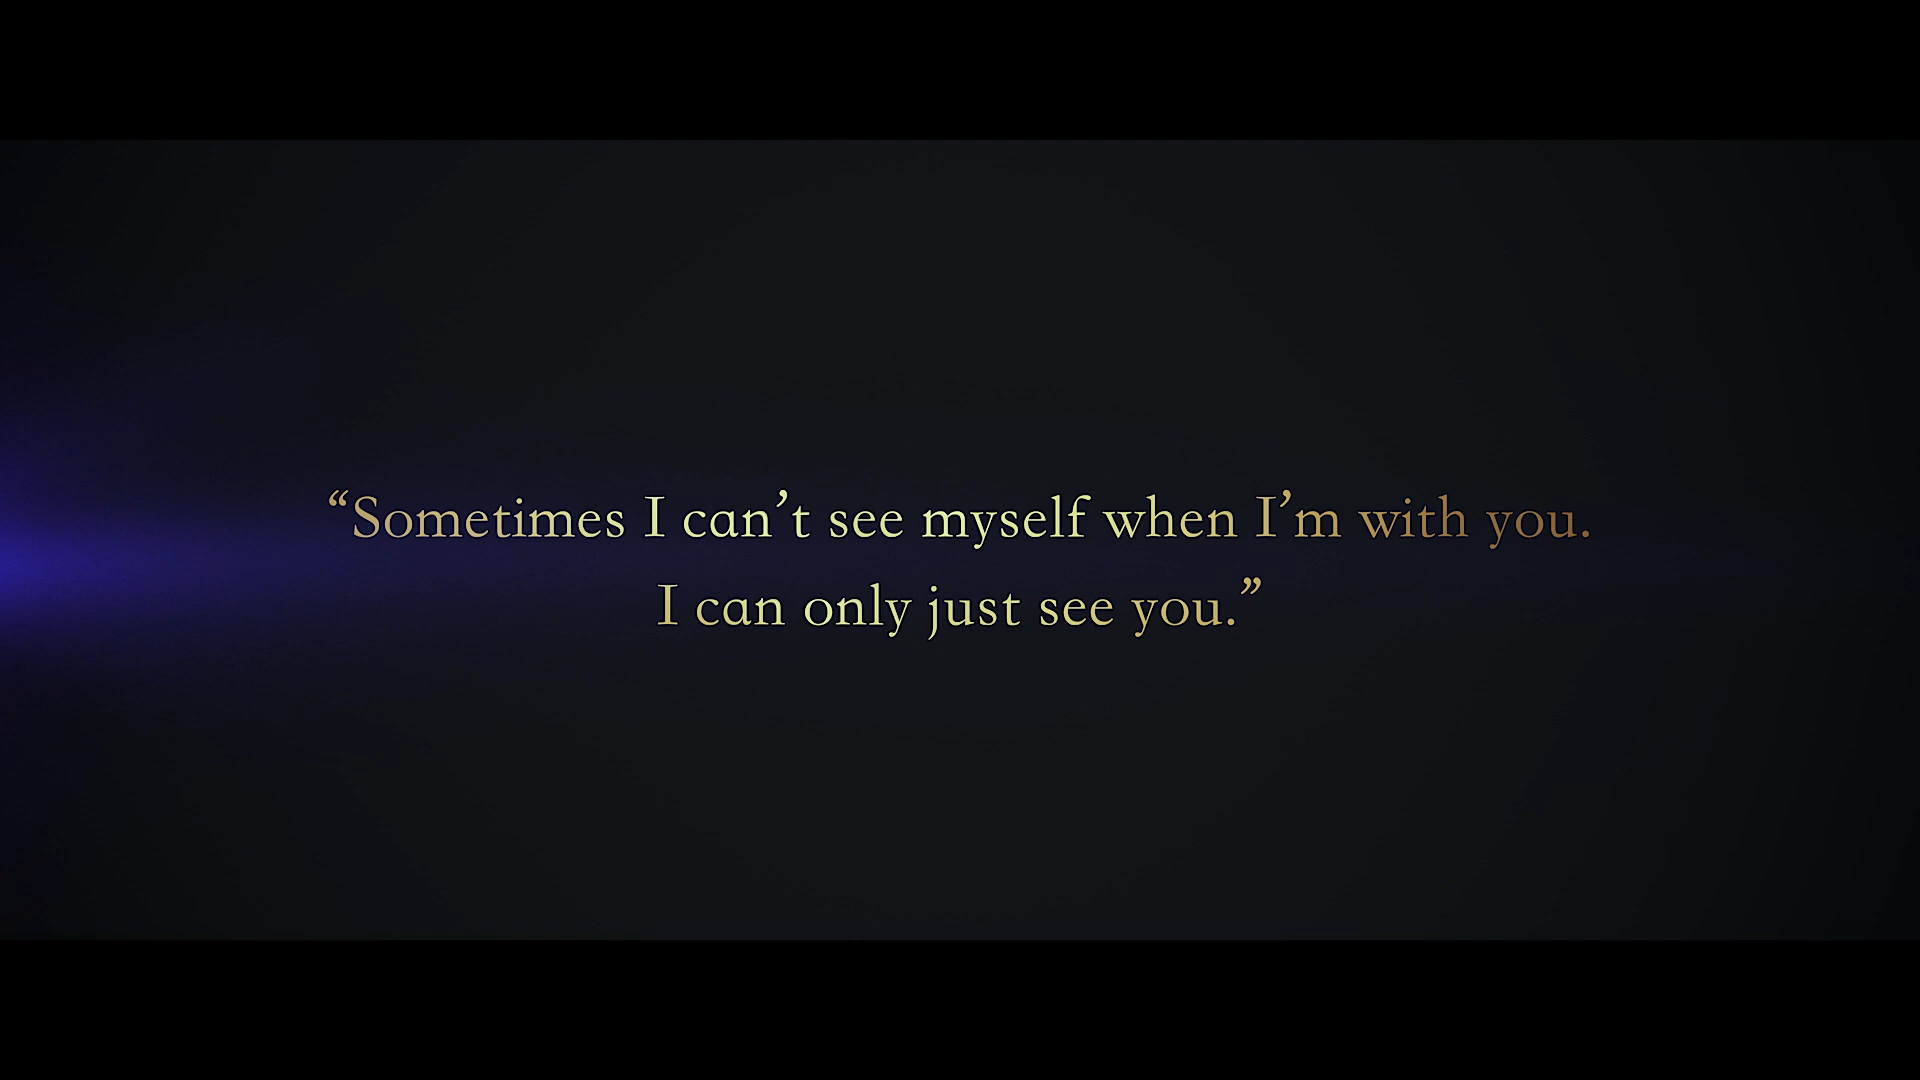 “Sometimes I can’t see myself when I’m with you.
I can only just see you.”